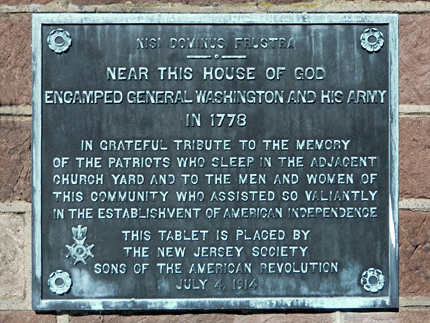 NISI DOMINUS FRUSTRA
NEAR THIS HOUSE OF GOD
ENCAMPED GENERAL WASHINGTON AND HIS ARMY
IN 1778
IN GRATEFUL TRIBUTE TO THE MEMORY
OF THE PATRIOTS WHO SLEEP IN THE ADJACENT
CHURCH YARD AND TO THE MEN AND WOMEN OF
THIS COMMUNITY WHO ASSISTED SO VALIANTLY
IN THE ESTABLISHMENT OF AMERICAN INDEPENDENCE
THIS TABLET IS PLACED BY
THE NEW JERSEY SOCIETY
SONS OF THE AMERICAN REVOLUTION
JULY 4, 1914